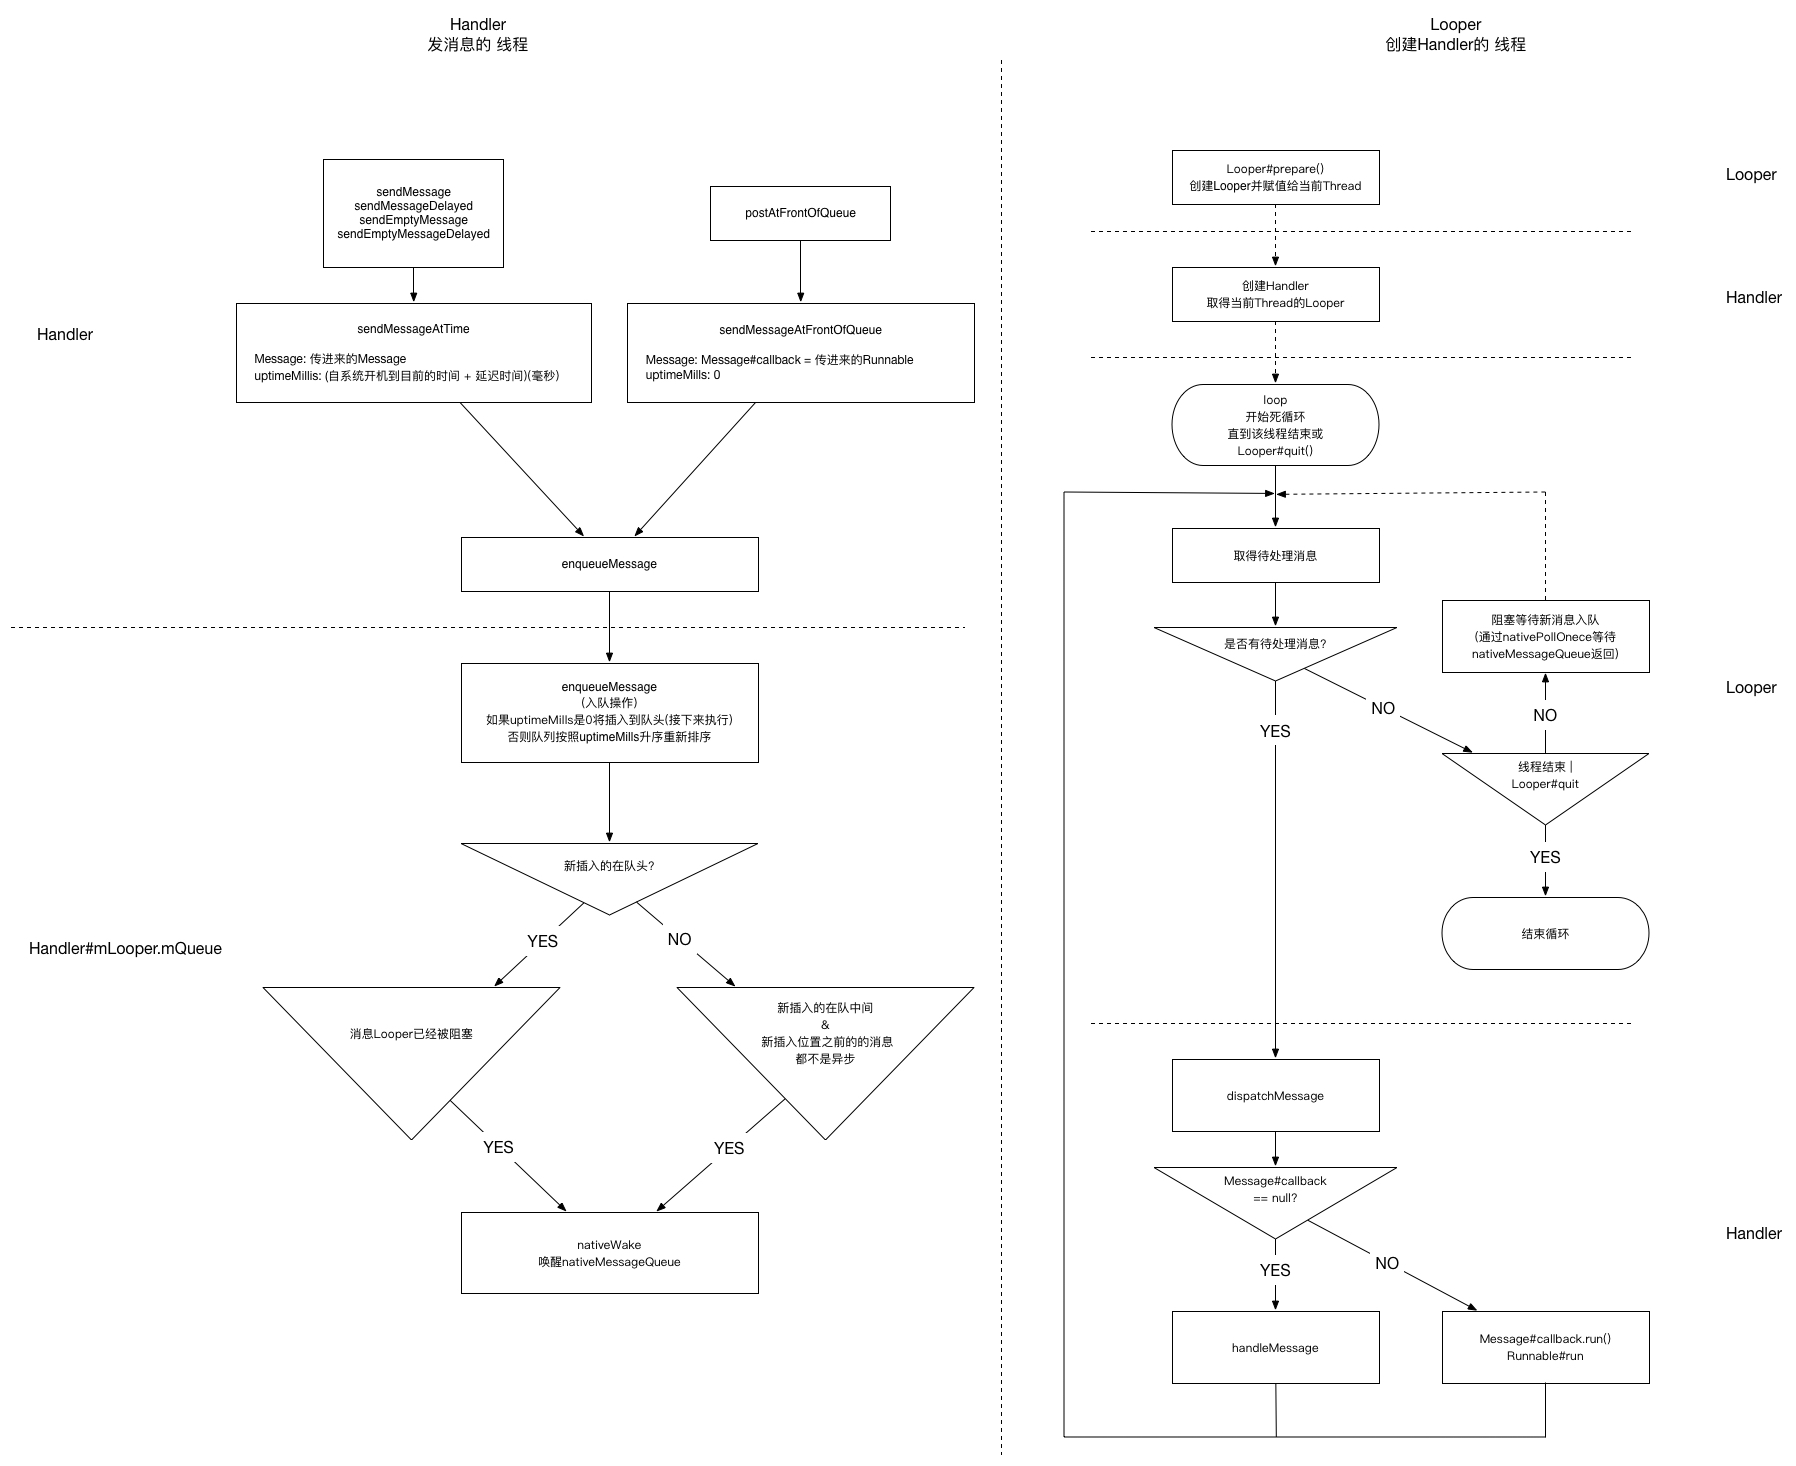 Handler
发消息的 线程
sendMessage
sendMessageDelayed
sendEmptyMessage
sendEmptyMessageDelayed
postAtFrontOfQueue
Handler
sendMessageAtTime
Message: 传进来的Message
uptimeMillis: (自系统开机到目前的时间 + 延迟时间)(毫秒)
sendMessageAtFrontOfQueue
Message: Message#callback = 传进来的Runnable
uptimeMills: 0
enqueueMessage
enqueueMessage
(入队操作)
如果uptimeMills是0将插入到队头(接下来执行)
否则队列按照uptimeMills升序重新排序
新插入的在队头?
YES
NO
Handler#mLooper.mQueue
消息Looper已经被阻塞
新插入的在队中间
&
新插入位置之前的的消息
都不是异步
YES
YES
nativeWake
唤醒nativeMessageQueue
Looper
创建Handler的 线程
Looper#prepare()
创建Looper并赋值给当前Thread
Looper
创建Handler
取得当前Thread的Looper
Handler
loop
开始死循环
直到该线程结束或
Looper#quit()
取得待处理消息
是否有待处理消息?
阻塞等待新消息入队
(通过nativePollOnece等待
nativeMessageQueue返回)
Looper
NO
NO
YES
线程结束 |
Looper#quit
YES
结束循环
dispatchMessage
Message#callback
== null?
Handler
YES
NO
handleMessage
Message#callback.run()
Runnable#run